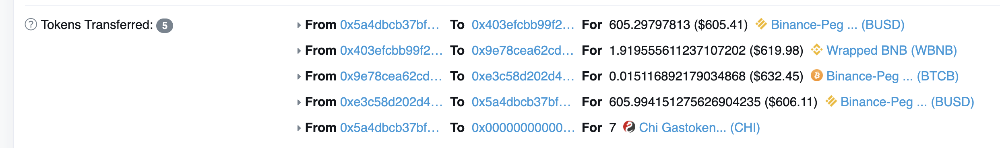 Tokens Transferred: 5 From 0x5a4dbcb37bf... To 0x403efcbb99f2... For 605.29797813 ($605.41) Binance-Peg ... (BUSD)
From 0x403efcbb99f2... To 0x9e78cea62cd... For 1.919555611237107202 ($619.98) Wrapped BNB (WBNB)
From 0x9e78cea62cd... To 0xe3c58d202d4... For 0.015116892179034868 ($632.45) Binance-Peg ... (BTCB)
From 0xe3c58d202d4... To 0x5a4dbcb37bf... For 605.994151275626904235 ($606.11) Binance-Peg ... (BUSD)
From 0x5a4dbcb37bf... To 0x00000000000... For 7 Chi Gastoken... (CHI)